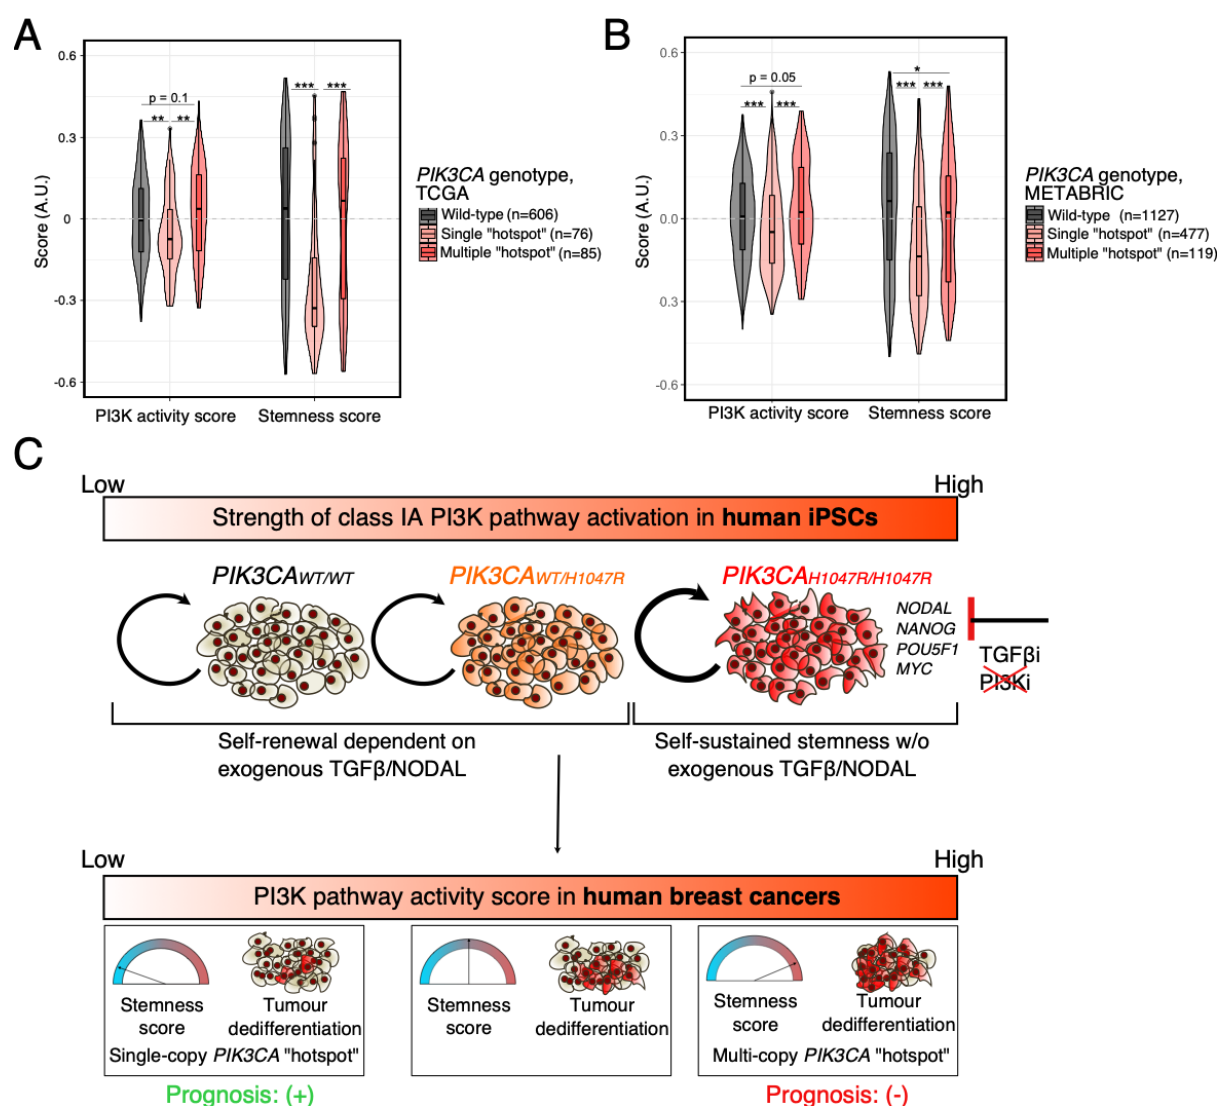 A
0.6
0.3
0
-0.3
-0.6
Score (A.U.)
p = 0.1
** **
*** ***
PI3K activity score
Stemness score
PIK3CA genotype,
TCGA
Wild-type (n=606)
Single "hotspot" (n=76)
Multiple "hotspot" (n=85)
B
0.6
0.3
0.0
0.3
-0.6
Score (A.U.)
p = 0.05
*** ***
*
*** ***
PI3K activity score
Stemness score
PIK3CA genotype,
METABRIC
Wild-type (n=1127)
Single "hotspot" (n=477)
Multiple "hotspot" (n=119)
C
Low
High
Strength of class IA PI3K pathway activation in human iPSCs
PIK3CAWT/WT
PIK3CAWT/H1047R
PIK3CAH1047R/H1047R
NODAL
NANOG
POU5F1
MYC
TGFβi
PI3Ki
Self-renewal dependent on
exogenous TGFβ/NODAL
Self-sustained stemness w/o
exogenous TGFβ/NODAL
Low
High
PI3K pathway activity score in human breast cancers
Stemness
score
Tumour
dedifferentiation
Single-copy PIK3CA "hotspot"
Stemness
score
Tumour
dedifferentiation
Stemness
score
Tumour
dedifferentiation
Multi-copy PIK3CA "hotspot"
Prognosis: (+)
Prognosis: (-)